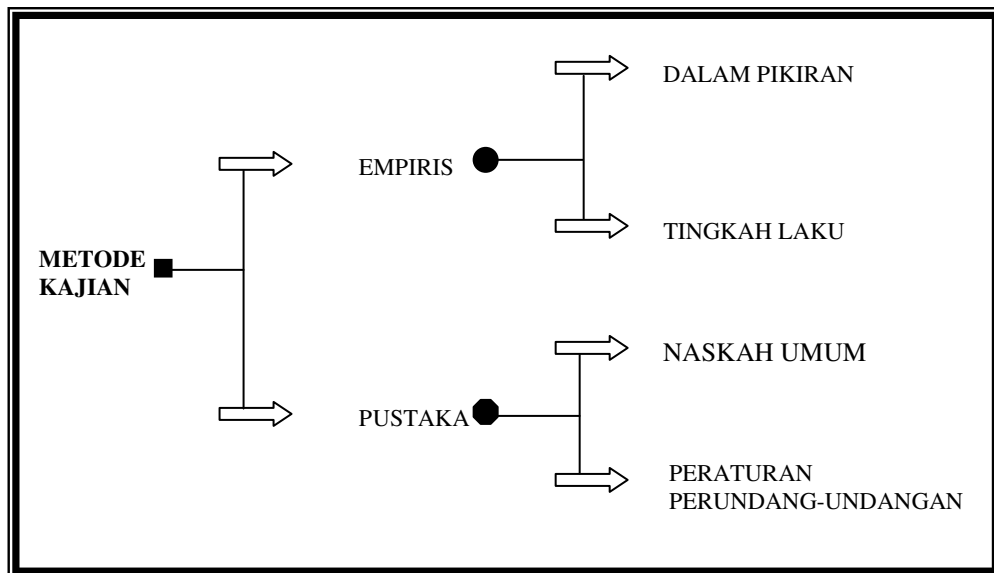 DALAM PIKIRAN
EMPIRIS
TINGKAH LAKU
METODE
KAJIAN
NASKAH UMUM
PUSTAKA
PERATURAN
PERUNDANG-UNDANGAN